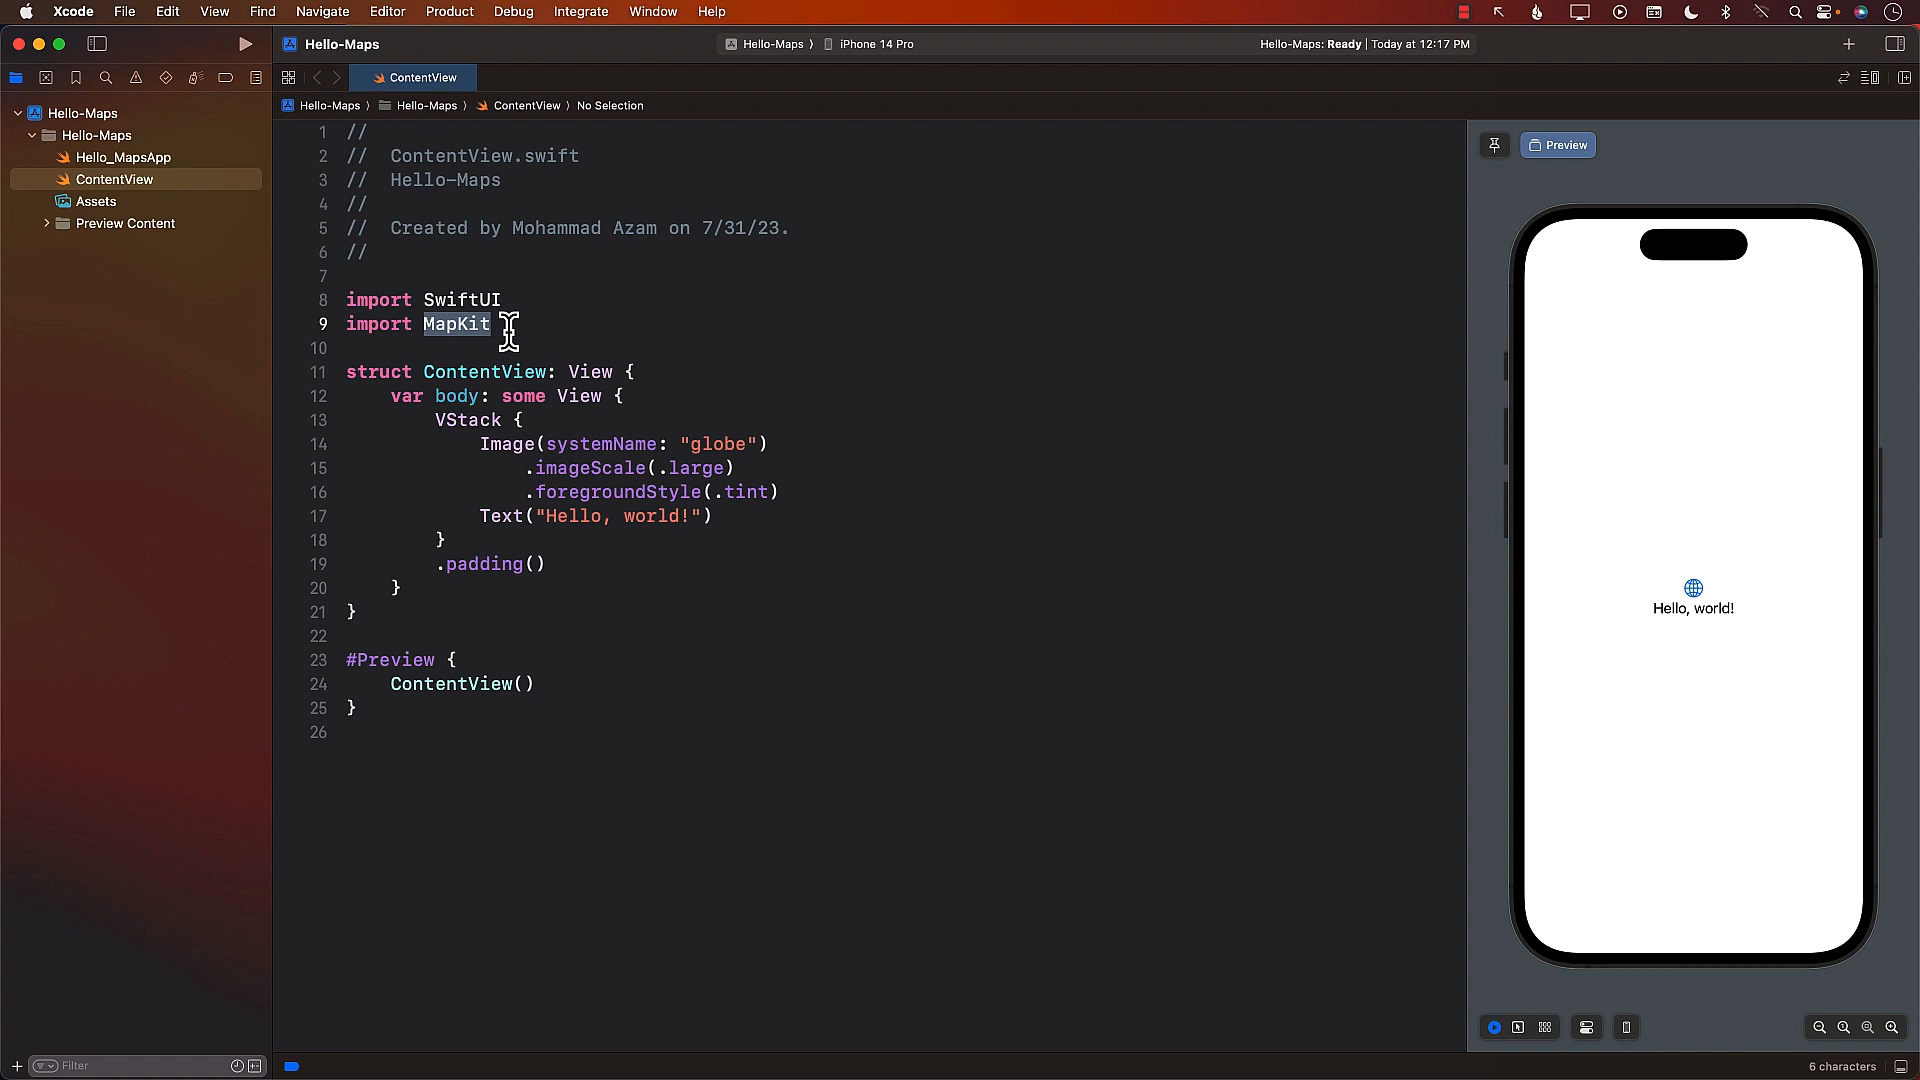 Xcode File Edit View Find Navigate Editor Product Debug Integrate Window Help
Hello-Maps
Hello-Maps ⟩ iPhone 14 Pro
Hello-Maps: Ready | Today at 12:17 PM
ContentView
Hello-Maps ⟩ Hello-Maps ⟩ ContentView ⟩ No Selection
Hello-Maps
Hello-Maps
Hello_MapsApp
ContentView
Assets
Preview Content
Filter
1 //
2 //  ContentView.swift
3 //  Hello-Maps
4 //
5 //  Created by Mohammad Azam on 7/31/23.
6 //
7
8 import SwiftUI
9 import MapKit
10
11 struct ContentView: View {
12     var body: some View {
13         VStack {
14             Image(systemName: "globe")
15                 .imageScale(.large)
16                 .foregroundStyle(.tint)
17             Text("Hello, world!")
18         }
19         .padding()
20     }
21 }
22
23 #Preview {
24     ContentView()
25 }
26
Preview
Hello, world!
6 characters